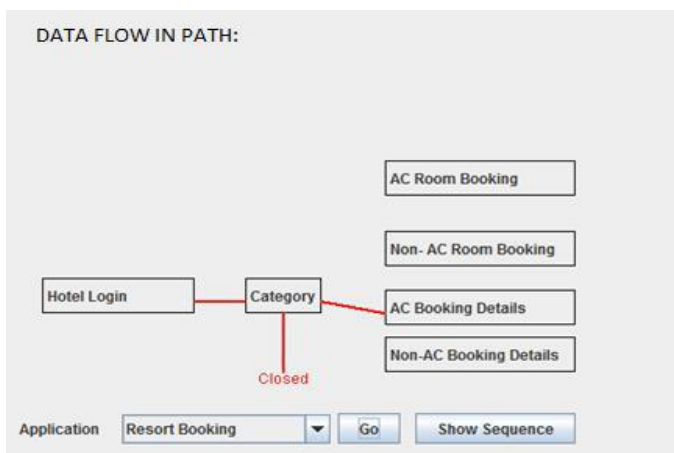 DATA FLOW IN PATH:
AC Room Booking
Non- AC Room Booking
Hotel Login
Category
AC Booking Details
Non-AC Booking Details
Closed
Application
Resort Booking
Go
Show Sequence